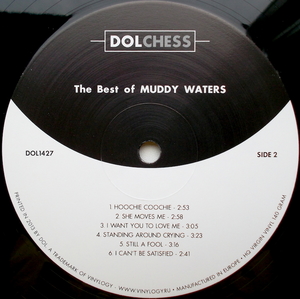 DOLCHESS
The Best of MUDDY WATERS
DOL1427
SIDE 2
1. HOOCHIE COOCHIE - 2:53
2. SHE MOVES ME - 2:58
3. I WANT YOU TO LOVE ME - 3:05
4. STANDING AROUND CRYING - 3:23
5. STILL A FOOL - 3:16
6. I CAN'T BE SATISFIED - 2:41
PRINTED IN 2013 BY DOL, A TRADEMARK OF VINYLOGY - WWW.VINYLOGY.RU - MANUFACTURED IN EUROPE - HQ VIRGIN VINYL 140 GRAM